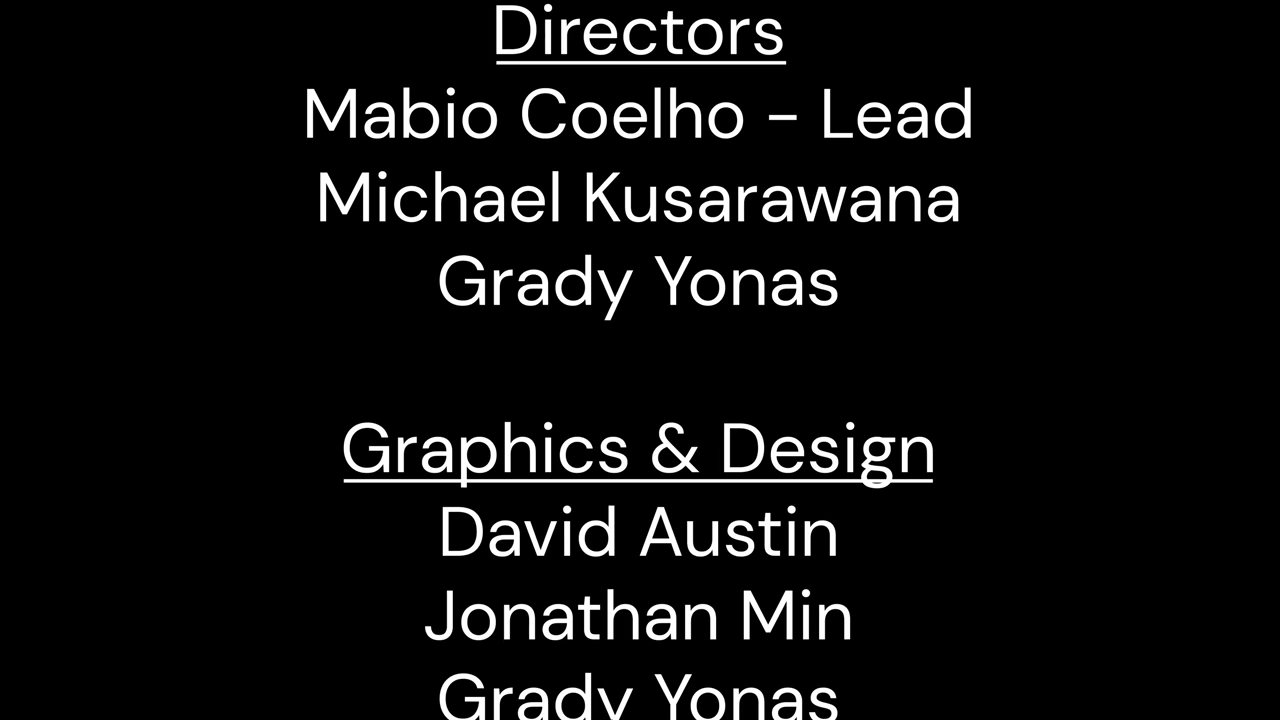 Directors
Mabio Coelho - Lead
Michael Kusarawana
Grady Yonas
Graphics & Design
David Austin
Jonathan Min
Grady Yonas